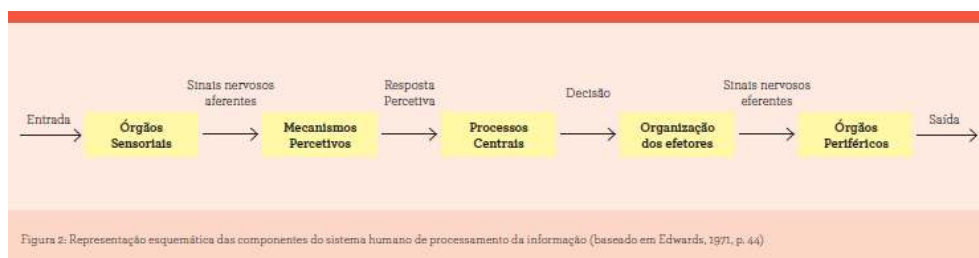 Entrada
Órgãos
Sensoriais
Sinais nervosos
aferentes
Mecanismos
Percetivos
Resposta
Percetiva
Processos
Centrais
Decisão
Organização
dos efetores
Sinais nervosos
eferentes
Órgãos
Periféricos
Saída
Figura 2: Representação esquemática das componentes do sistema humano de processamento da informação (baseado em Edwards, 1971, p. 44)